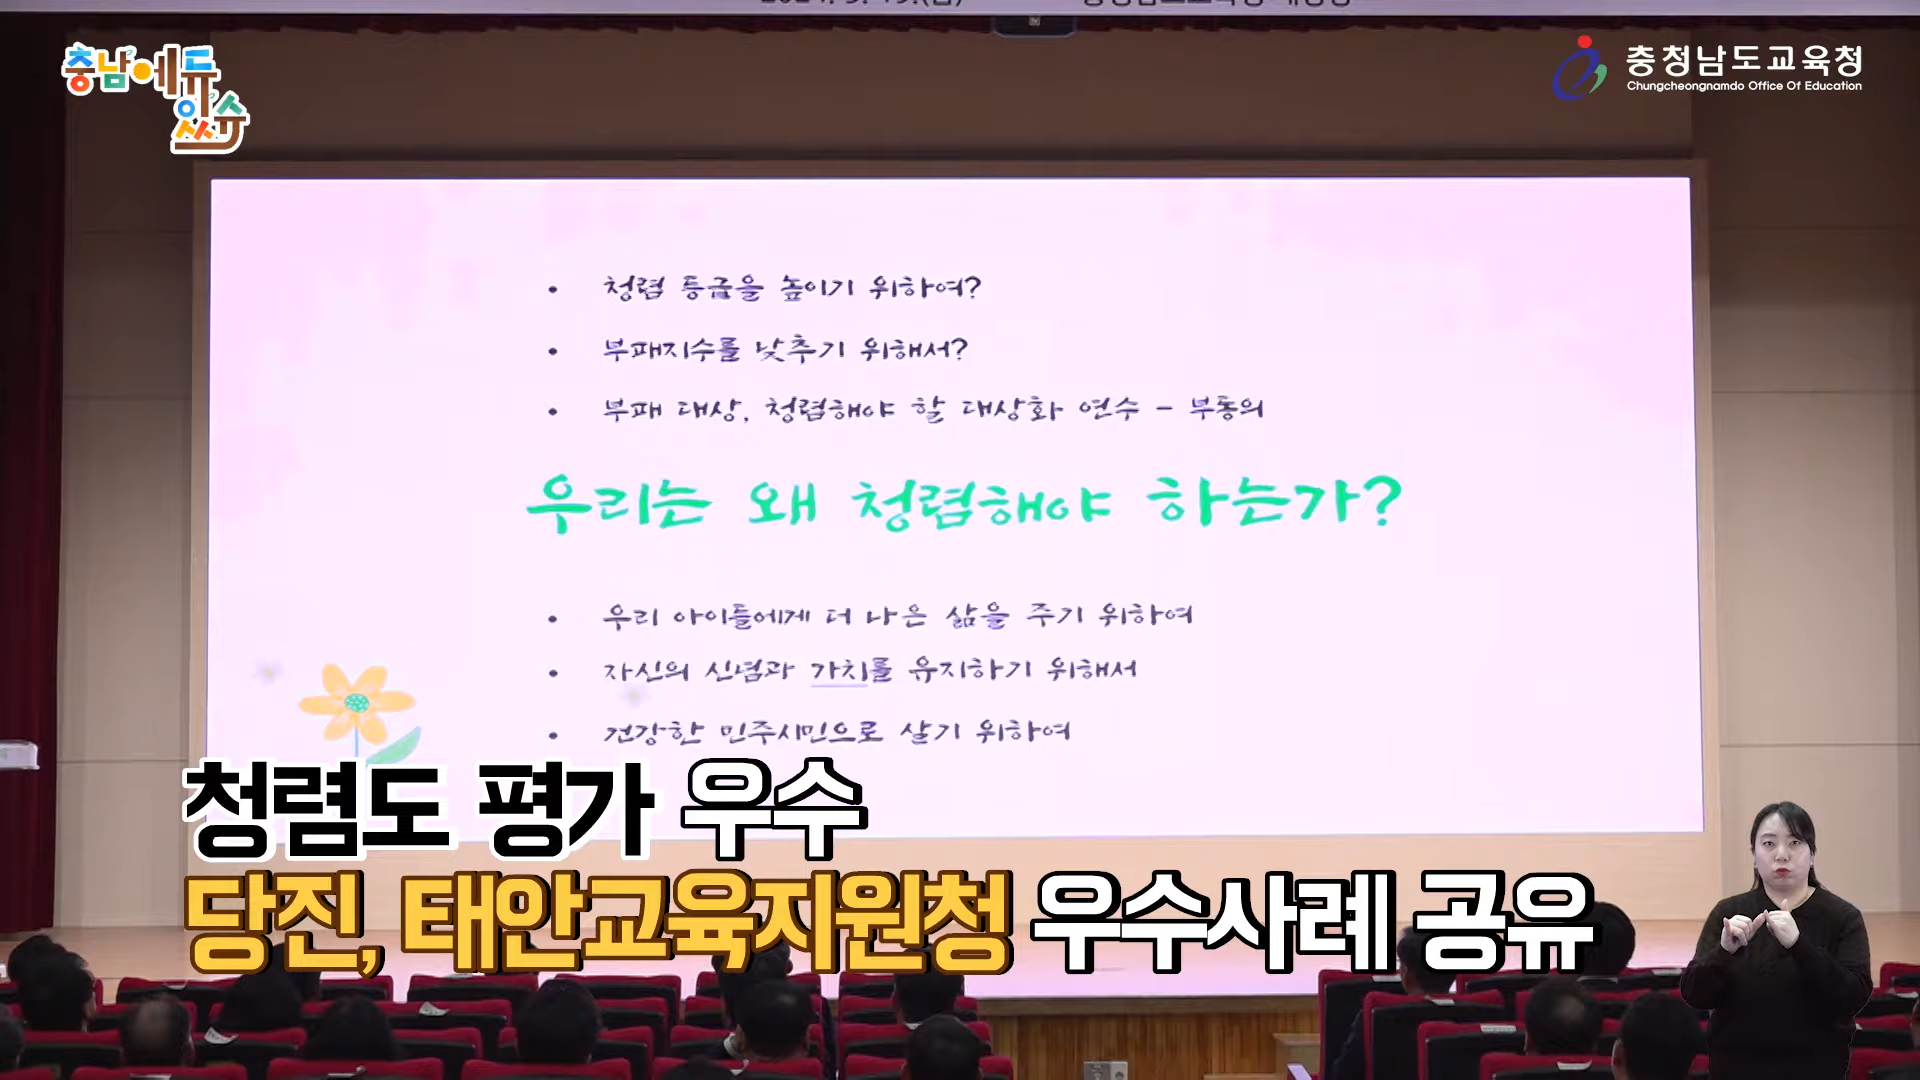 충남에듀
있슈
충청남도교육청
Chungcheongnamdo Office Of Education
• 청렴 등급을 높이기 위하여?
• 부패지수를 낮추기 위해서?
• 부패 대상, 청렴해야 할 대상화 연수 - 부동의
우리는 왜 청렴해야 하는가?
• 우리 아이들에게 더 나은 삶을 주기 위하여
• 자신의 신념과 가치를 유지하기 위해서
• 건강한 민주시민으로 살기 위하여
청렴도 평가 우수
당진, 태안교육지원청 우수사례 공유